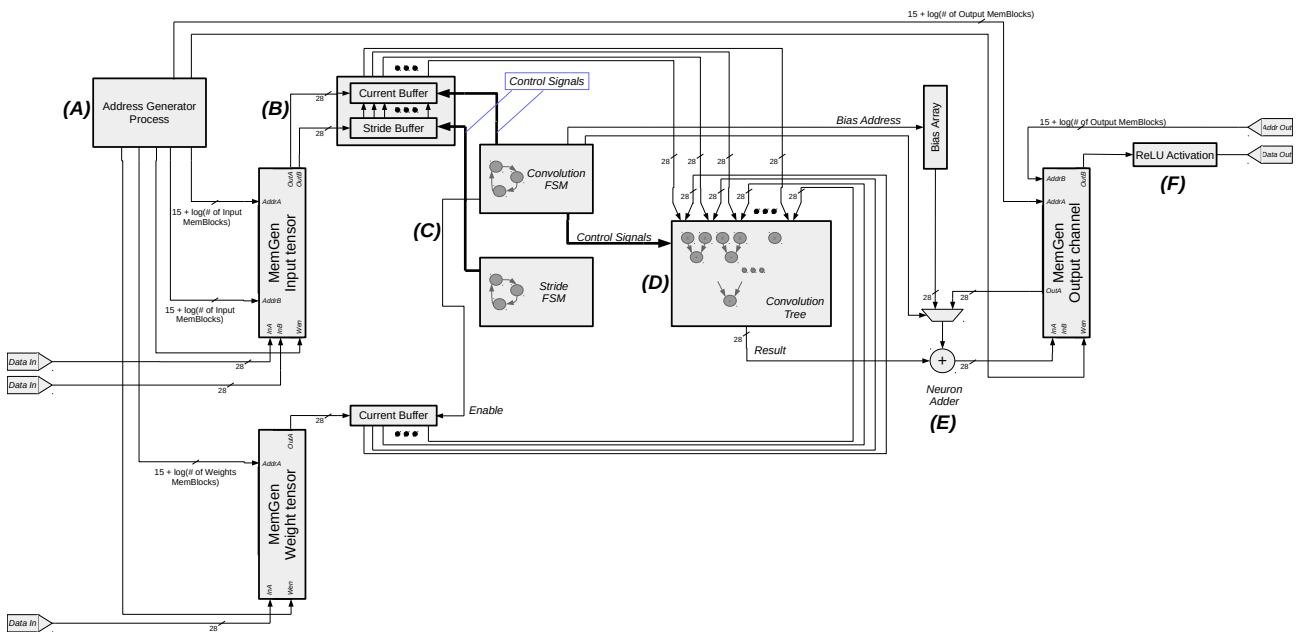 15 + log(# of Output MemBlocks)
(A)
Address Generator
Process
(B)
28
Current Buffer
28
Stride Buffer
Control Signals
Convolution
FSM
(C)
Control Signals
Stride
FSM
Bias Address
Bias Array
28
28
28
28
28
28
28
28
(D)
Convolution
Tree
28
Result
15 + log(# of Output MemBlocks)
Addr Out
Data Out
ReLU Activation
(F)
AddrB
OutB
AddrA
MemGen
Output channel
OutA
InA
InB
Wen
28
28
+
28
Neuron
Adder
(E)
OutA
OutB
AddrA
15 + log(# of Input
MemBlocks)
MemGen
Input tensor
AddrB
15 + log(# of Input
MemBlocks)
InA
InB
Wen
Data In
28
Data In
28
28
Current Buffer
Enable
OutA
AddrA
15 + log(# of Weights
MemBlocks)
MemGen
Weight tensor
InA
Wen
Data In
28